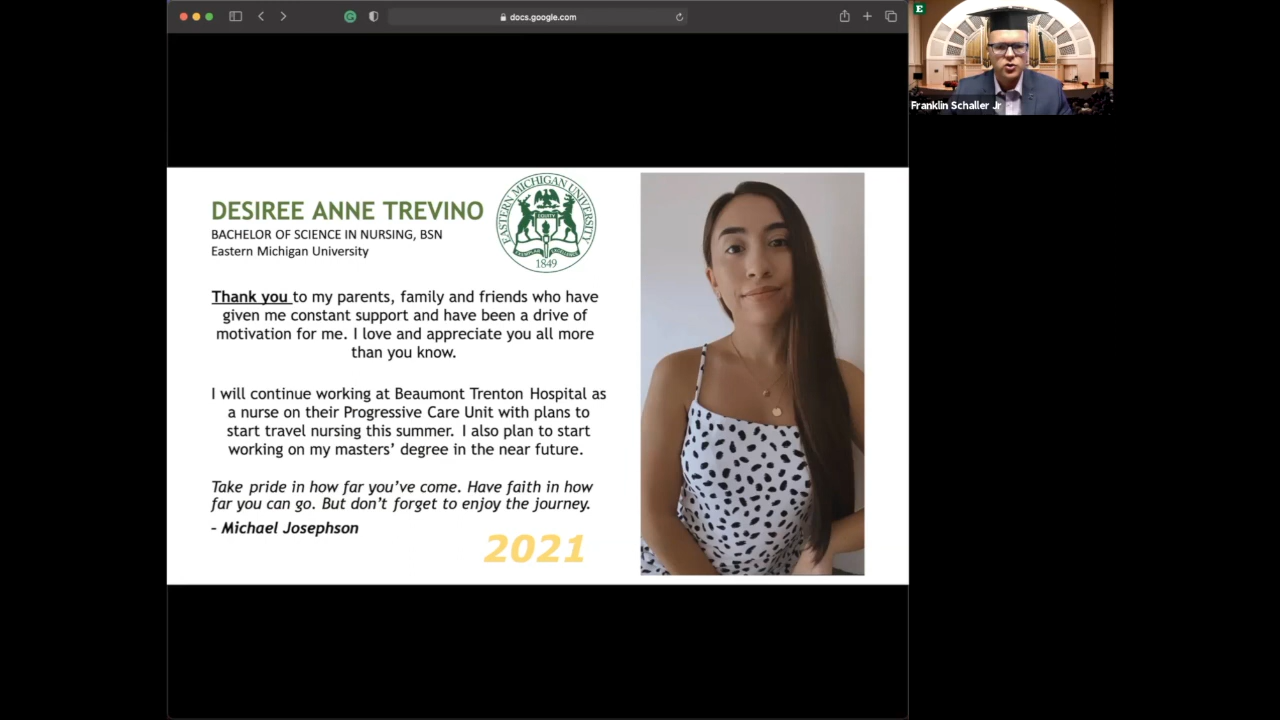 docs.google.com
E
Franklin Schaller Jr
DESIREE ANNE TREVINO
BACHELOR OF SCIENCE IN NURSING, BSN
Eastern Michigan University
EASTERN MICHIGAN UNIVERSITY
EQUITY
1849
Thank you to my parents, family and friends who have
given me constant support and have been a drive of
motivation for me. I love and appreciate you all more
than you know.
I will continue working at Beaumont Trenton Hospital as
a nurse on their Progressive Care Unit with plans to
start travel nursing this summer. I also plan to start
working on my masters’ degree in the near future.
Take pride in how far you’ve come. Have faith in how
far you can go. But don’t forget to enjoy the journey.
– Michael Josephson
2021